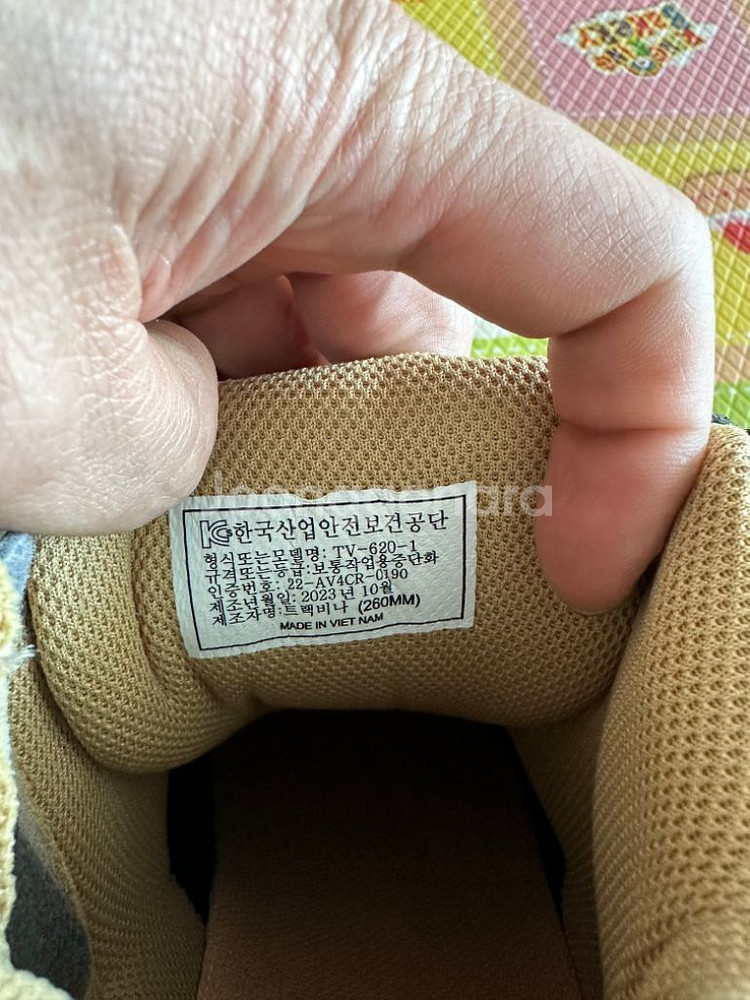 Joonggonara
한국산업안전보건공단
형식또는모델명: TV-620-1
규격또는등급:보통작업용중단화
인증번호: 22-AV4CR-0190
제조년월일: 2023년 10월
제조자명:트랙비나 (260MM)
MADE IN VIET NAM